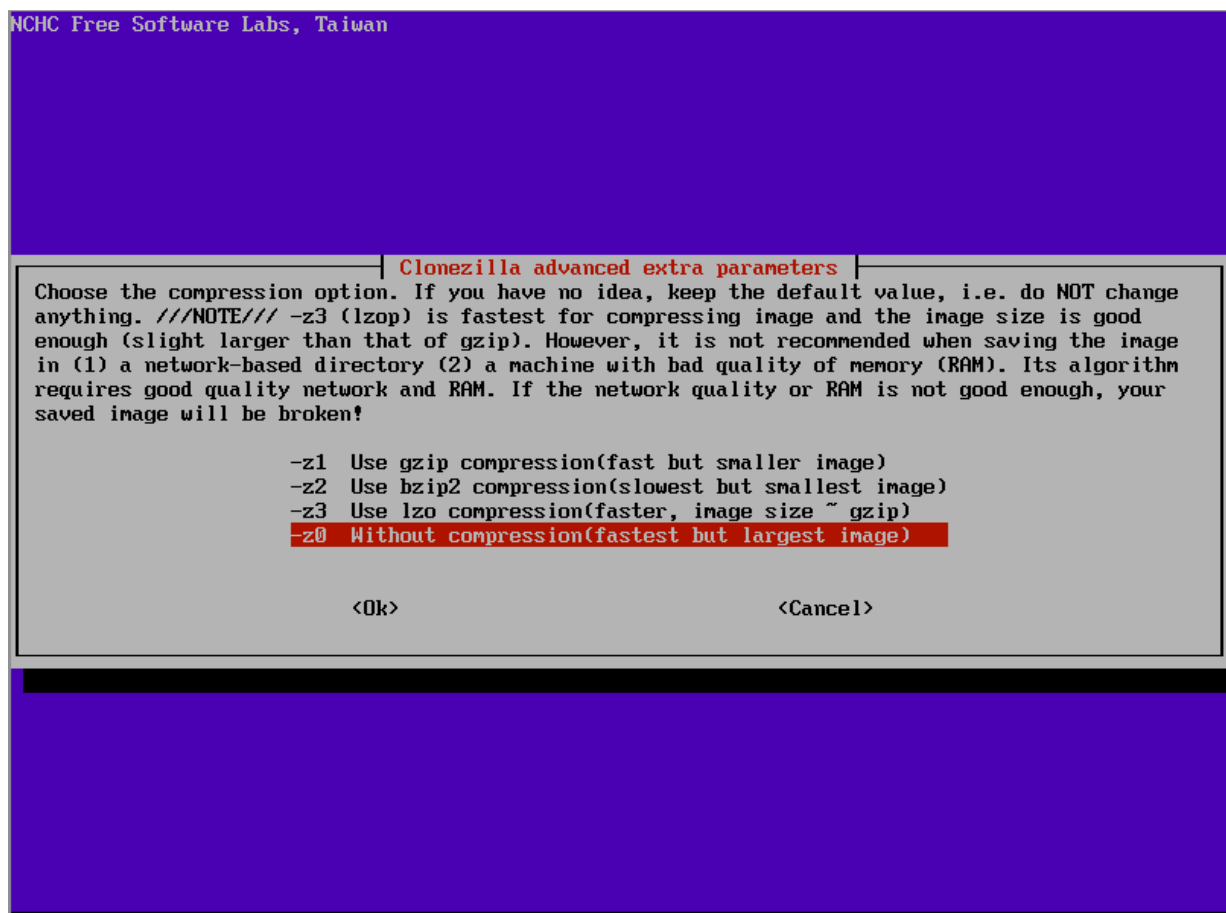 NCHC Free Software Labs, Taiwan
Clonezilla advanced extra parameters
Choose the compression option. If you have no idea, keep the default value, i.e. do NOT change
anything. ///NOTE/// -z3 (lzop) is fastest for compressing image and the image size is good
enough (slight larger than that of gzip). However, it is not recommended when saving the image
in (1) a network-based directory (2) a machine with bad quality of memory (RAM). Its algorithm
requires good quality network and RAM. If the network quality or RAM is not good enough, your
saved image will be broken!
-z1 Use gzip compression(fast but smaller image)
-z2 Use bzip2 compression(slowest but smallest image)
-z3 Use lzo compression(faster, image size ~ gzip)
-z0 Without compression(fastest but largest image)
<Ok> <Cancel>